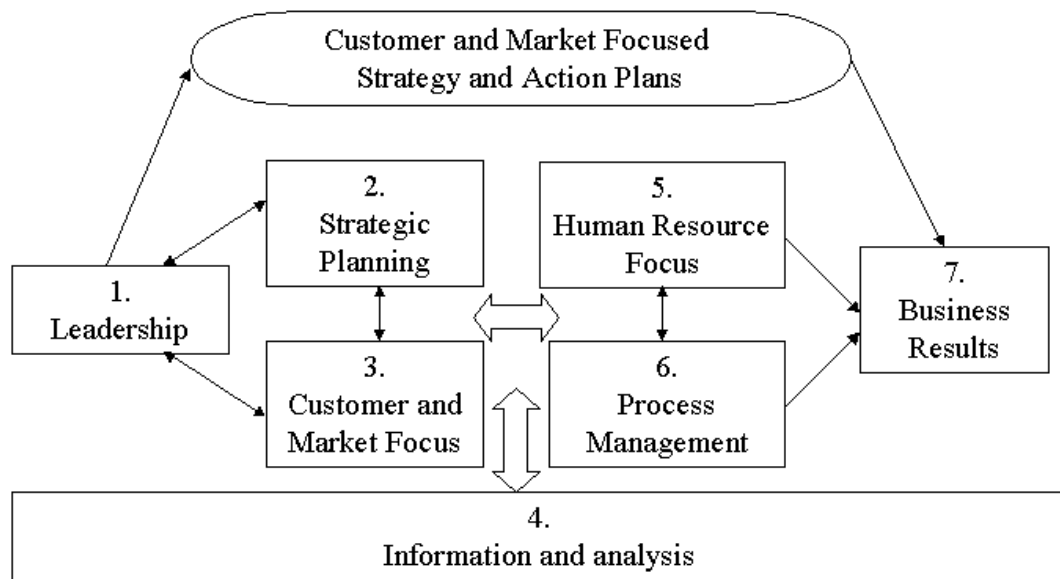 Customer and Market Focused
Strategy and Action Plans
1.
Leadership
2.
Strategic
Planning
3.
Customer and
Market Focus
5.
Human Resource
Focus
6.
Process
Management
7.
Business
Results
4.
Information and analysis